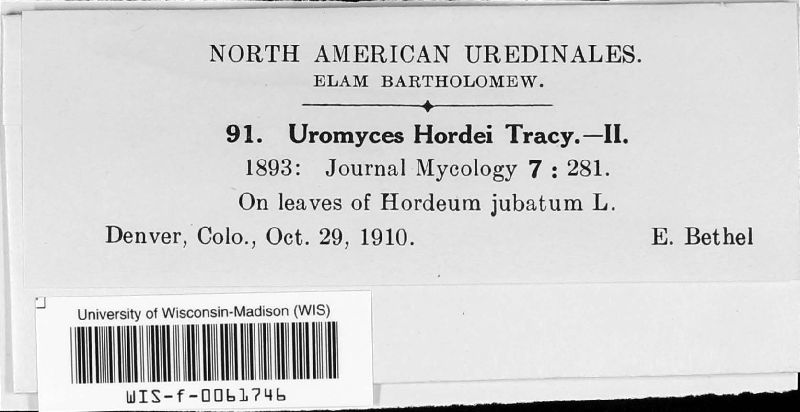 NORTH AMERICAN UREDINALES.
ELAM BARTHOLOMEW.
91. Uromyces Hordei Tracy.—II.
1893: Journal Mycology 7 : 281.
On leaves of Hordeum jubatum L.
Denver, Colo., Oct. 29, 1910. E. Bethel
University of Wisconsin-Madison (WIS)
WIS-f-0061746